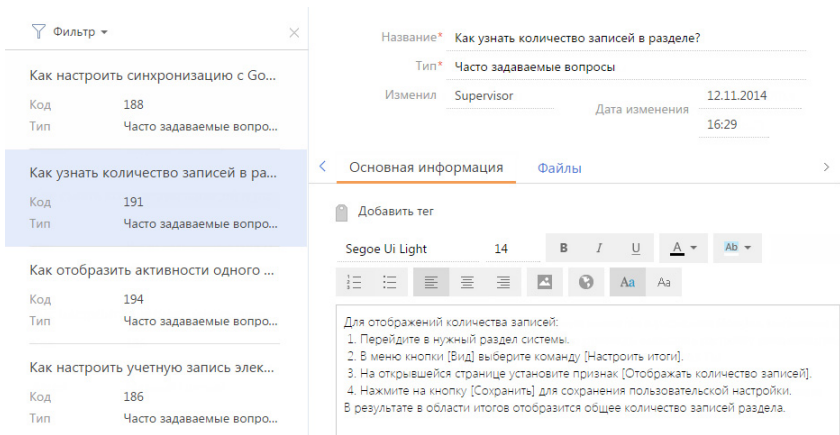 Фильтр
Как настроить синхронизацию с Go...
Код 188
Тип Часто задаваемые вопро...
Как узнать количество записей в ра...
Код 191
Тип Часто задаваемые вопро...
Как отобразить активности одного ...
Код 194
Тип Часто задаваемые вопро...
Как настроить учетную запись элек...
Код 186
Тип Часто задаваемые вопро...
Название* Как узнать количество записей в разделе?
Тип* Часто задаваемые вопросы
Изменил Supervisor
Дата изменения 12.11.2014
16:29
Основная информация Файлы
Добавить тег
Segoe Ui Light 14 B I U A Ab
Aa Aa
Для отображений количества записей:
1. Перейдите в нужный раздел системы.
2. В меню кнопки [Вид] выберите команду [Настроить итоги].
3. На открывшейся странице установите признак [Отображать количество записей].
4. Нажмите на кнопку [Сохранить] для сохранения пользовательской настройки.
В результате в области итогов отобразится общее количество записей раздела.